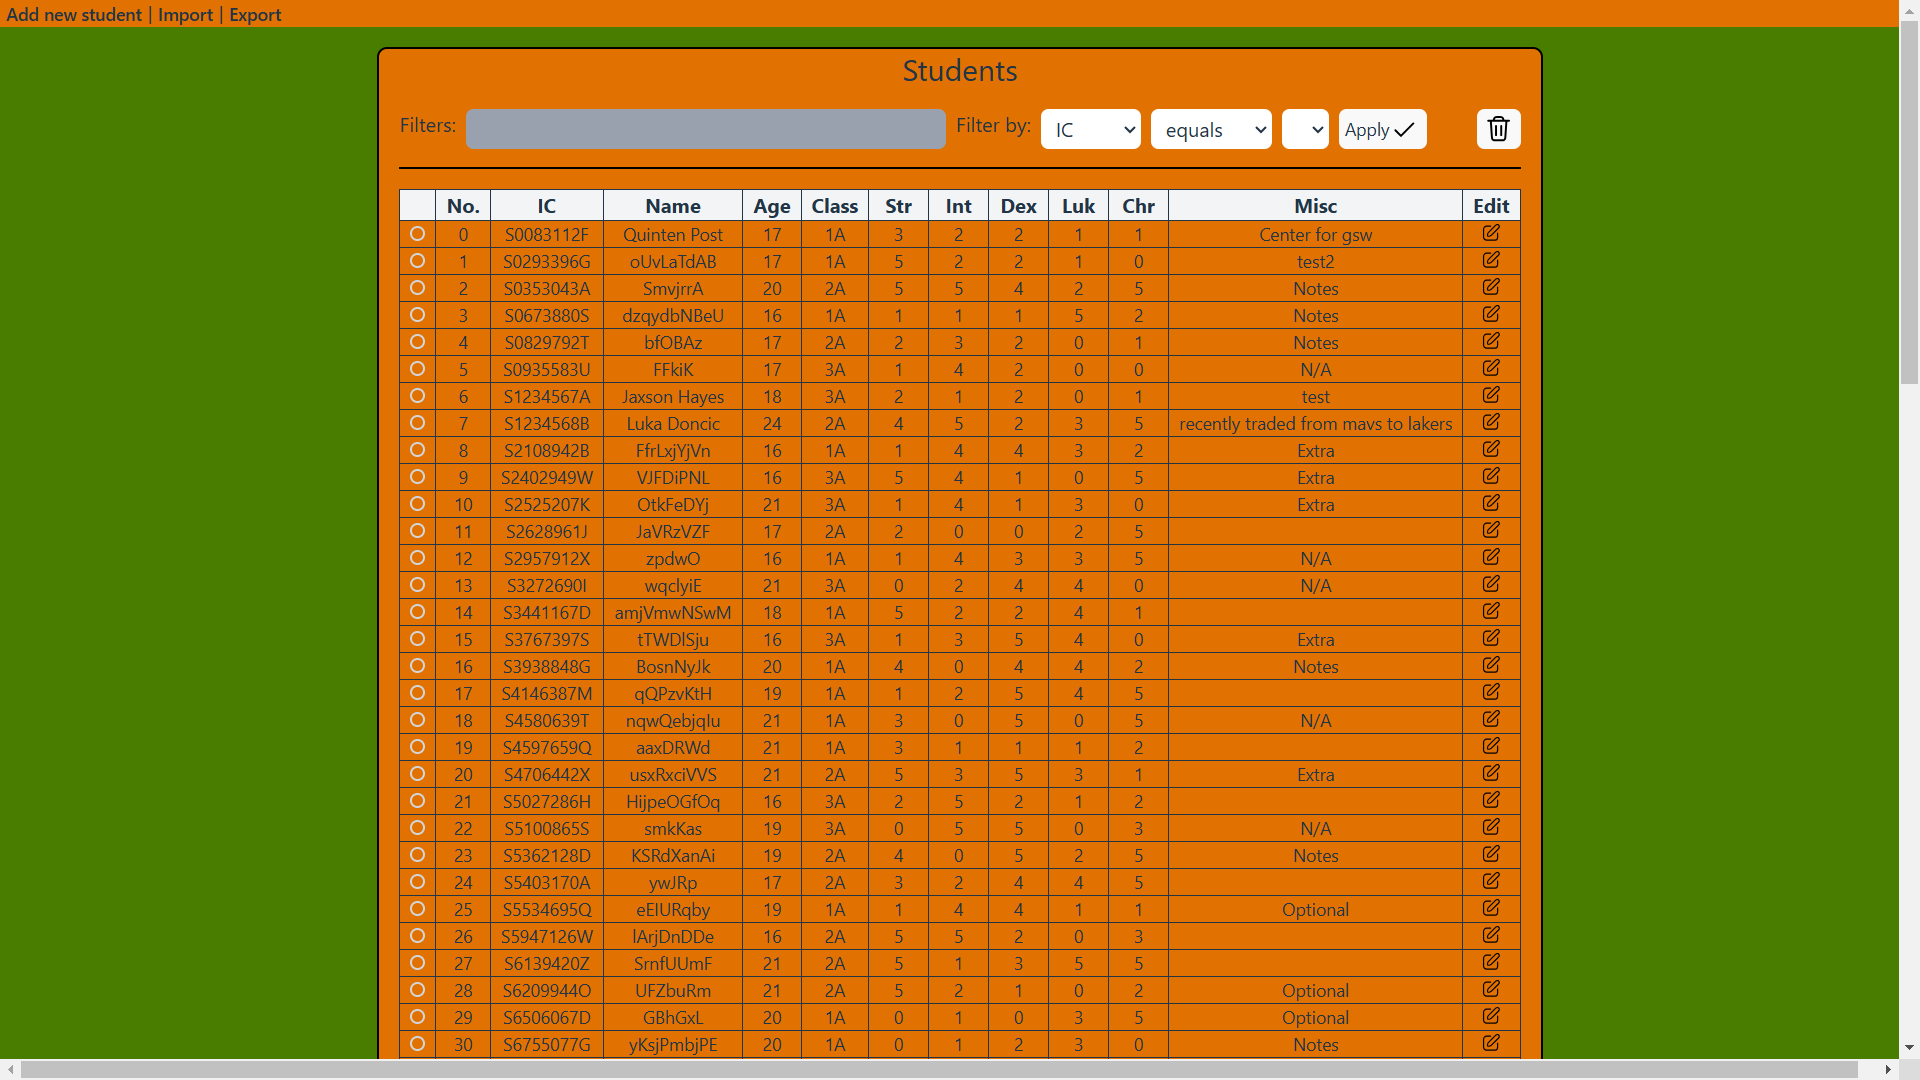 Add new student | Import | Export
Students
Filters: Filter by: IC equals Apply
No. IC Name Age Class Str Int Dex Luk Chr Misc Edit
0 S0083112F Quinten Post 17 1A 3 2 2 1 1 Center for gsw
1 S0293396G oUvLaTdAB 17 1A 5 2 2 1 0 test2
2 S0353043A SmvjrrA 20 2A 5 5 4 2 5 Notes
3 S0673880S dzqydbNBeU 16 1A 1 1 1 5 2 Notes
4 S0829792T bfOBAz 17 2A 2 3 2 0 1 Notes
5 S0935583U FFkiK 17 3A 1 4 2 0 0 N/A
6 S1234567A Jaxson Hayes 18 3A 2 1 2 0 1 test
7 S1234568B Luka Doncic 24 2A 4 5 2 3 5 recently traded from mavs to lakers
8 S2108942B FfrLxjYjVn 16 1A 1 4 4 3 2 Extra
9 S2402949W VJFDiPNL 16 3A 5 4 1 0 5 Extra
10 S2525207K OtkFeDYj 21 3A 1 4 1 3 0 Extra
11 S2628961J JaVRzVZF 17 2A 2 0 0 2 5
12 S2957912X zpdwO 16 1A 1 4 3 3 5 N/A
13 S3272690I wqclyiE 21 3A 0 2 4 4 0 N/A
14 S3441167D amjVmwNSwM 18 1A 5 2 2 4 1
15 S3767397S tTWDlSju 16 3A 1 3 5 4 0 Extra
16 S3938848G BosnNyJk 20 1A 4 0 4 4 2 Notes
17 S4146387M qQPzvKtH 19 1A 1 2 5 4 5
18 S4580639T nqwQebjqIu 21 1A 3 0 5 0 5 N/A
19 S4597659Q aaxDRWd 21 1A 3 1 1 1 2
20 S4706442X usxRxciVVS 21 2A 5 3 5 3 1 Extra
21 S5027286H HijpeOGfOq 16 3A 2 5 2 1 2
22 S5100865S smkKas 19 3A 0 5 5 0 3 N/A
23 S5362128D KSRdXanAi 19 2A 4 0 5 2 5 Notes
24 S5403170A ywJRp 17 2A 3 2 4 4 5
25 S5534695Q eEIURqby 19 1A 1 4 4 1 1 Optional
26 S5947126W lArjDnDDe 16 2A 5 5 2 0 3
27 S6139420Z SrnfUUmF 21 2A 5 1 3 5 5
28 S6209944O UFZbuRm 21 2A 5 2 1 0 2 Optional
29 S6506067D GBhGxL 20 1A 0 1 0 3 5 Optional
30 S6755077G yKsjPmbjPE 20 1A 0 1 2 3 0 Notes